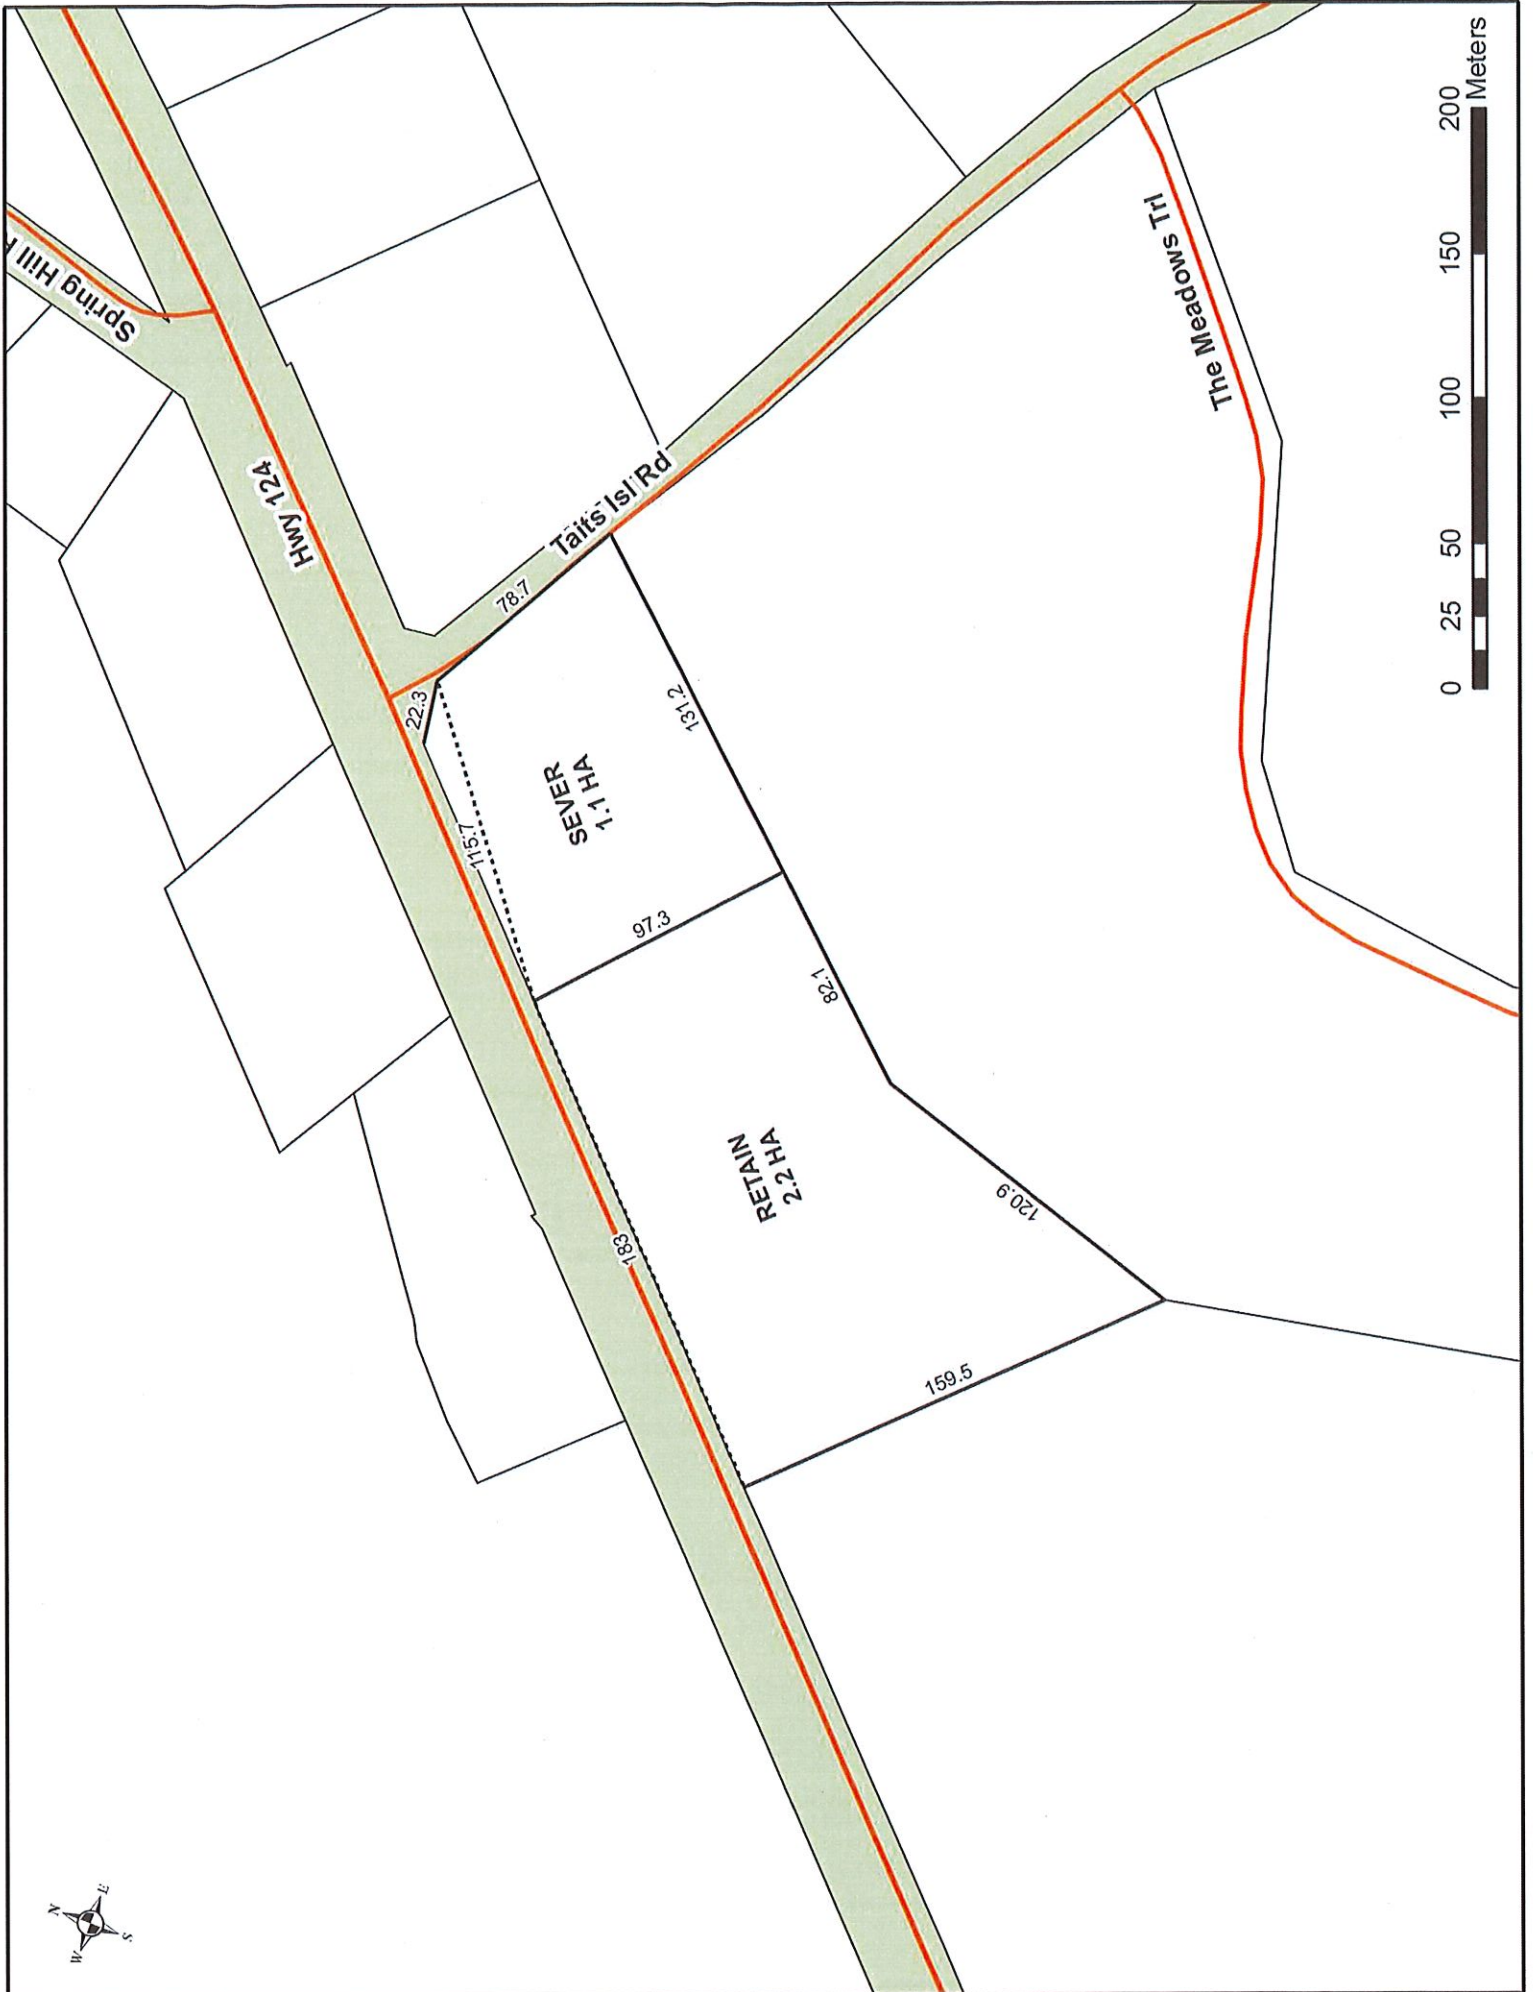 Spring Hill
Hwy 124
Taits Isl Rd
The Meadows Trl
22.3
78.7
115.7
SEVER
1.1 HA
131.2
97.3
82.1
RETAIN
2.2 HA
183
120.9
159.5
0 25 50 100 150 200
Meters
N
E
S
W